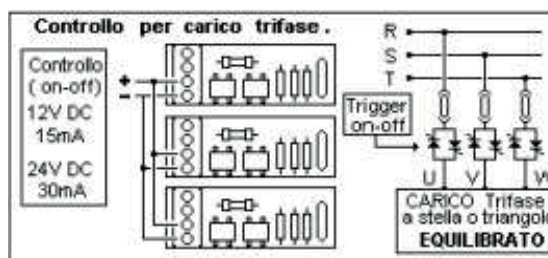 Controllo per carico trifase.
Controllo
( on-off)
12V DC
15mA
24V DC
30mA
+
-
R
S
T
Trigger
on-off
U V W
CARICO Trifase
a stella o triangolo
EQUILIBRATO